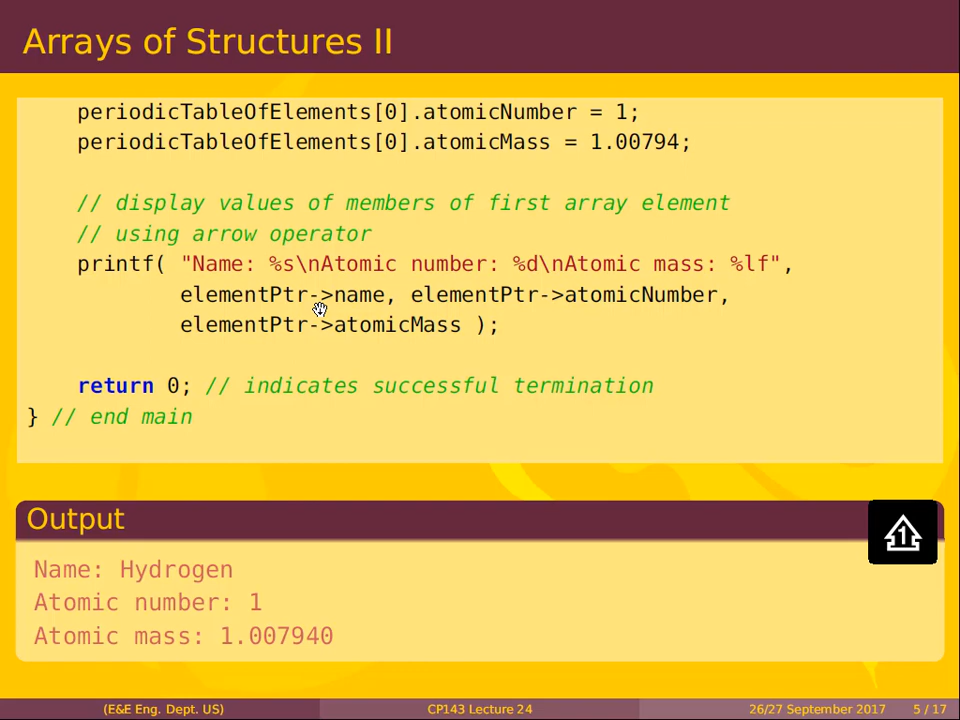 Arrays of Structures II
periodicTableOfElements[0].atomicNumber = 1;
periodicTableOfElements[0].atomicMass = 1.00794;
// display values of members of first array element
// using arrow operator
printf( "Name: %s\nAtomic number: %d\nAtomic mass: %lf",
elementPtr->name, elementPtr->atomicNumber,
elementPtr->atomicMass );
return 0; // indicates successful termination
} // end main
Output
1
Name: Hydrogen
Atomic number: 1
Atomic mass: 1.007940
(E&E Eng. Dept. US) CP143 Lecture 24 26/27 September 2017 5 / 17